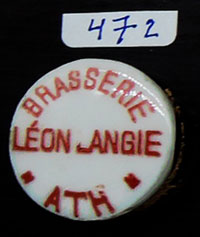 472
BRASSERIE
LÉON LANGIE
ATH